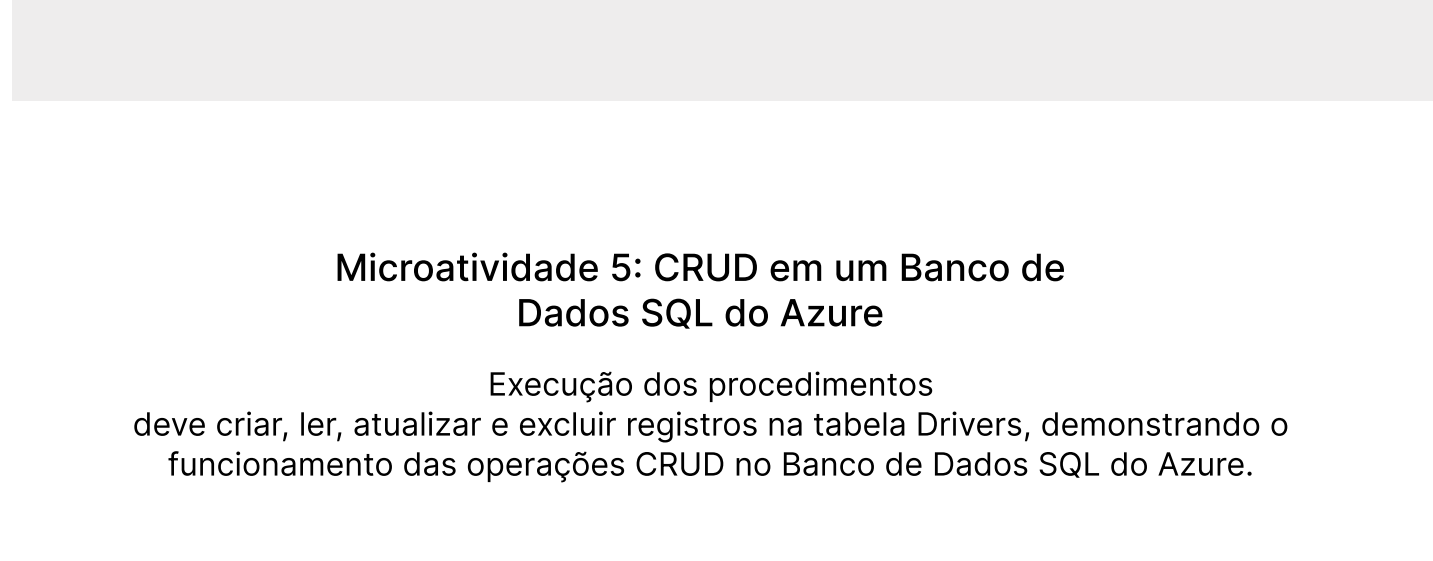 Microatividade 5: CRUD em um Banco de
Dados SQL do Azure
Execução dos procedimentos
deve criar, ler, atualizar e excluir registros na tabela Drivers, demonstrando o
funcionamento das operações CRUD no Banco de Dados SQL do Azure.